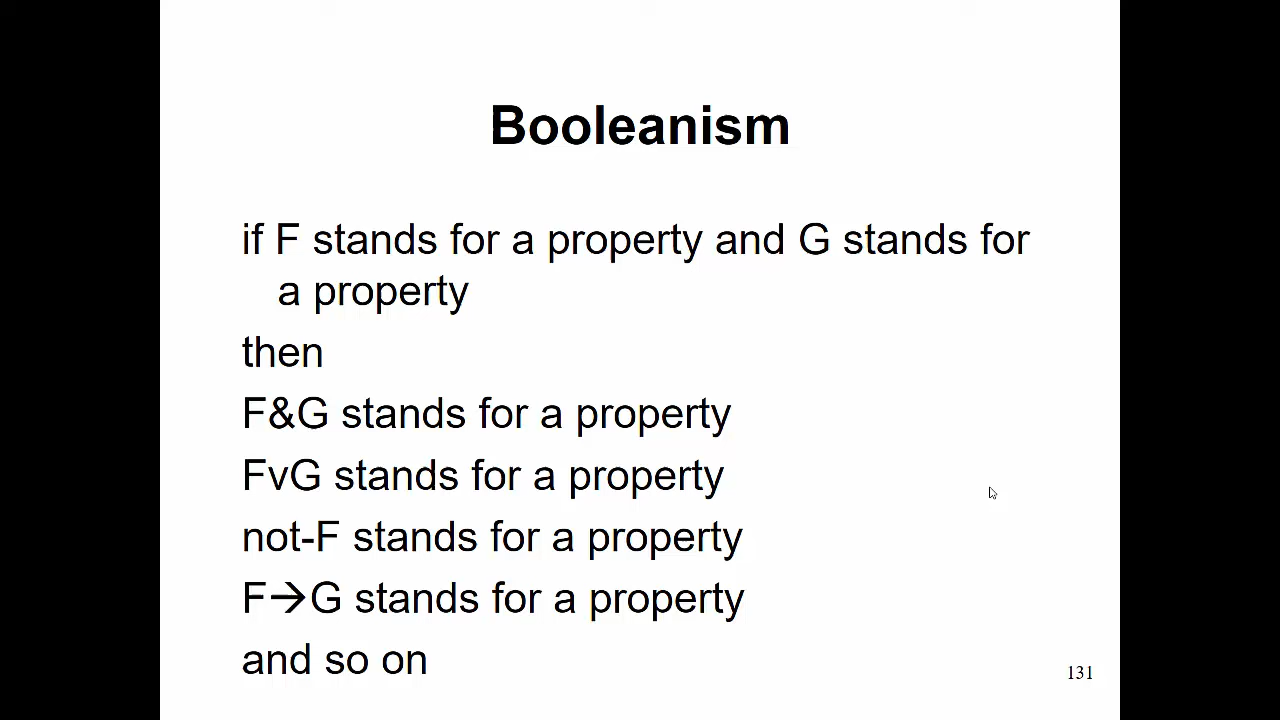 Booleanism
if F stands for a property and G stands for
a property
then
F&G stands for a property
FvG stands for a property
not-F stands for a property
F→G stands for a property
and so on
131